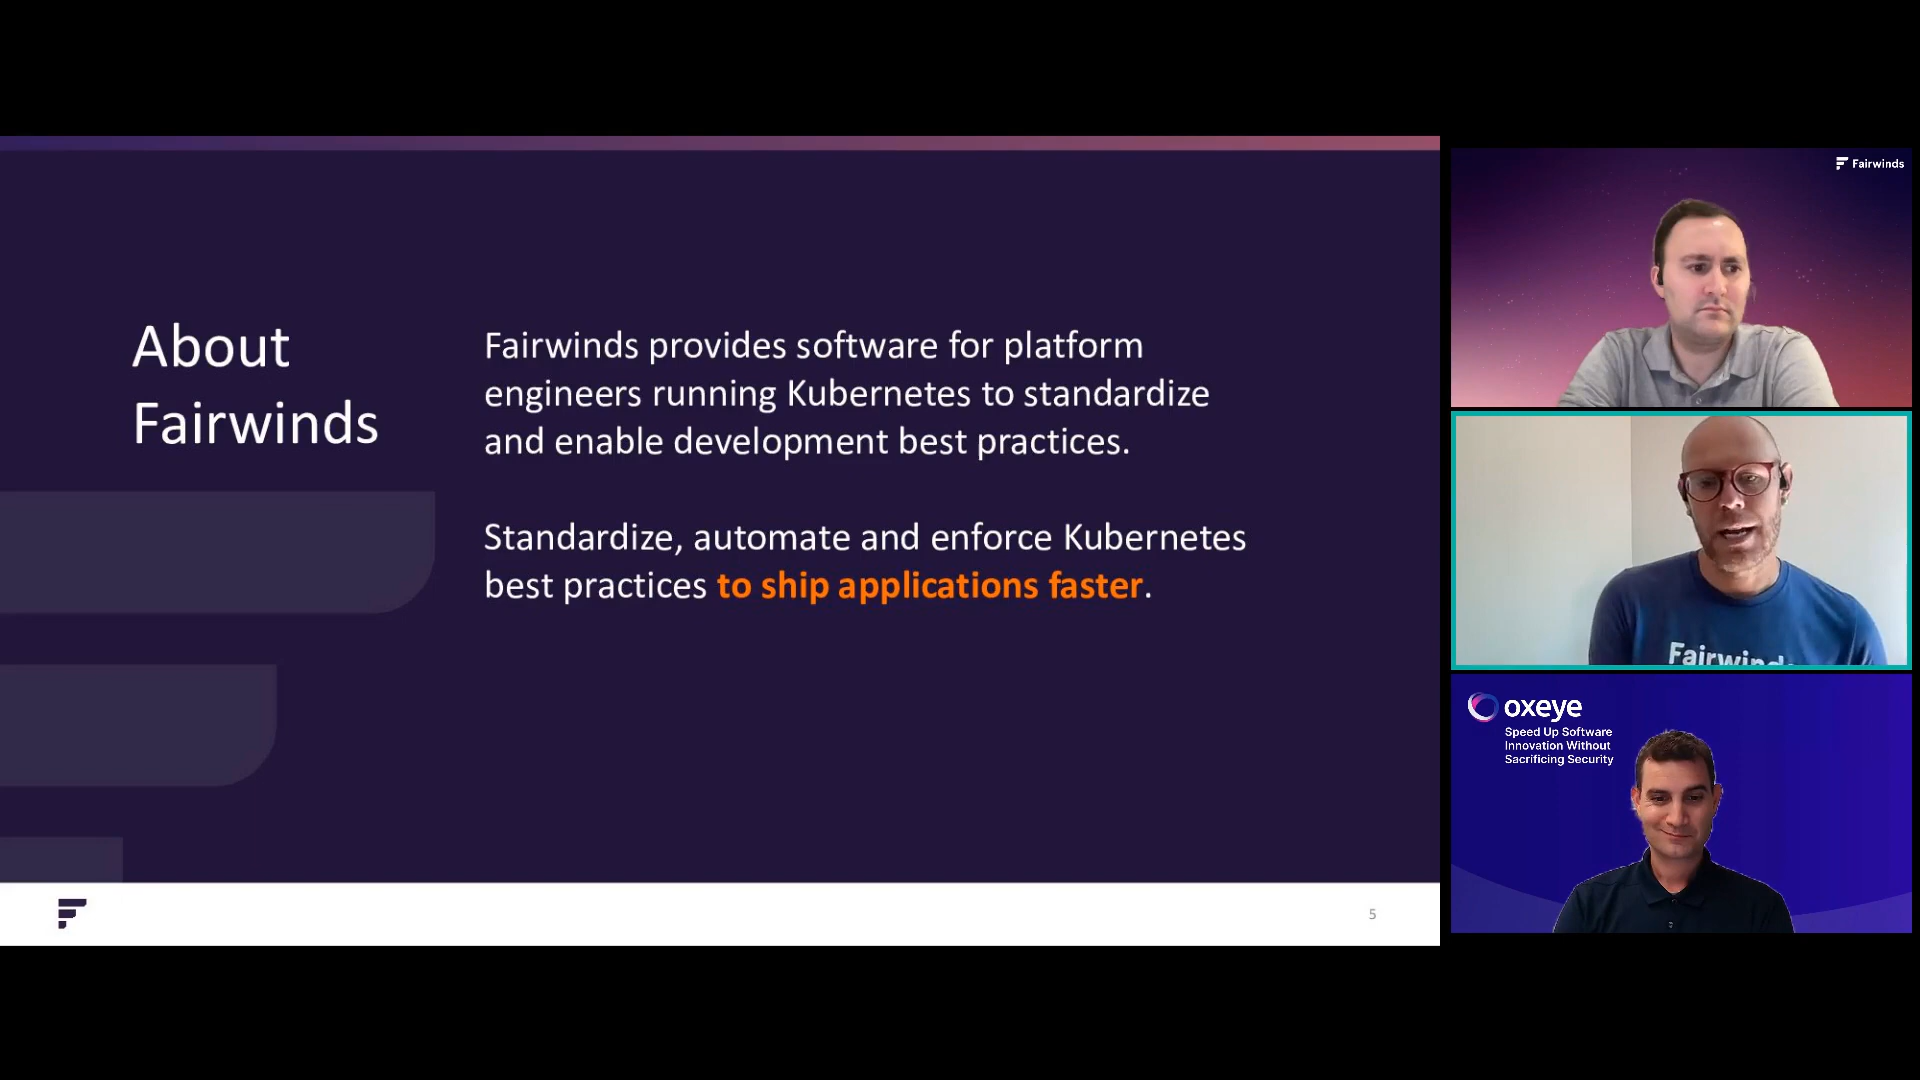 About
Fairwinds
Fairwinds provides software for platform
engineers running Kubernetes to standardize
and enable development best practices.
Standardize, automate and enforce Kubernetes
best practices to ship applications faster.
5
Fairwinds
Fairwinds
oxeye
Speed Up Software
Innovation Without
Sacrificing Security